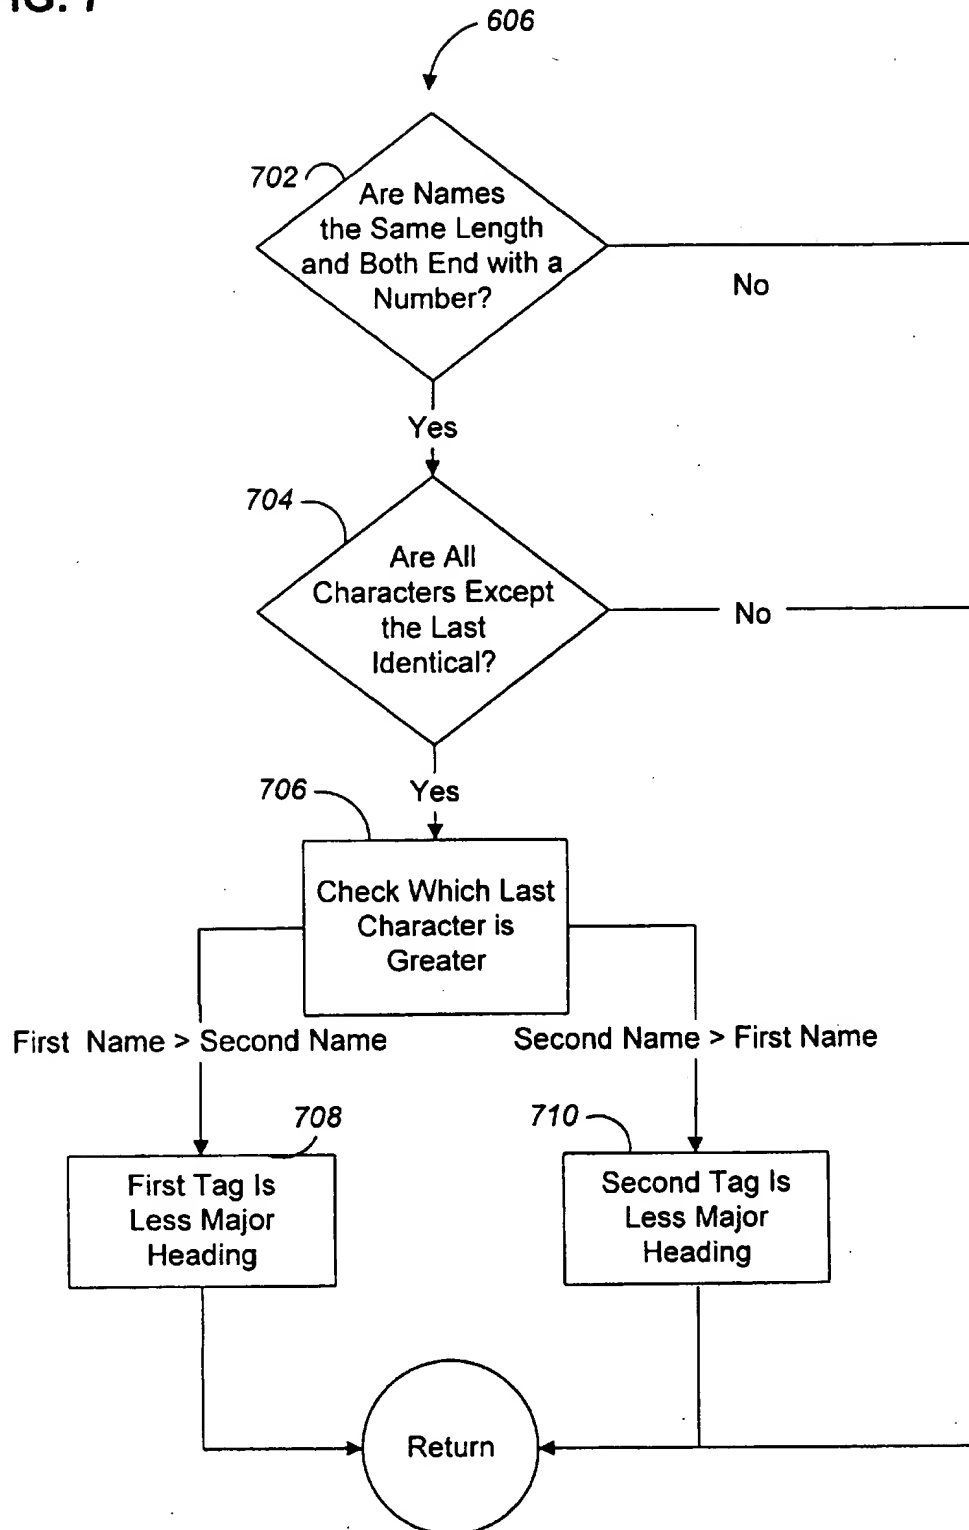 FIG. 7
606
702
Are Names
the Same Length
and Both End with a
Number?
No
Yes
704
Are All
Characters Except
the Last
Identical?
No
Yes
706
Check Which Last
Character is
Greater
First Name > Second Name
Second Name > First Name
708
710
First Tag Is
Less Major
Heading
Second Tag Is
Less Major
Heading
Return